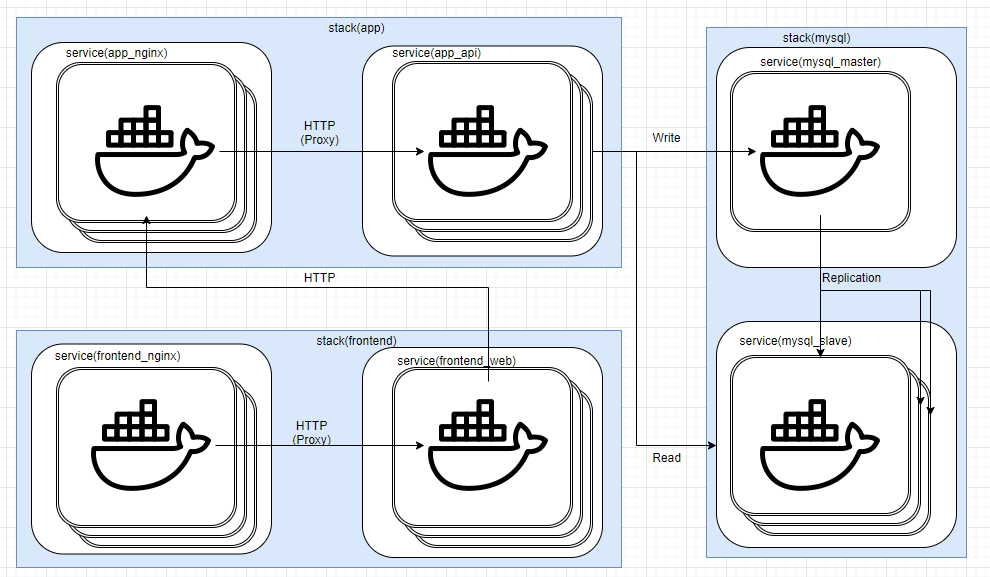 stack(app)
service(app_nginx)
service(app_api)
HTTP
(Proxy)
stack(mysql)
service(mysql_master)
Write
HTTP
Replication
stack(frontend)
service(frontend_nginx)
service(frontend_web)
HTTP
(Proxy)
service(mysql_slave)
Read